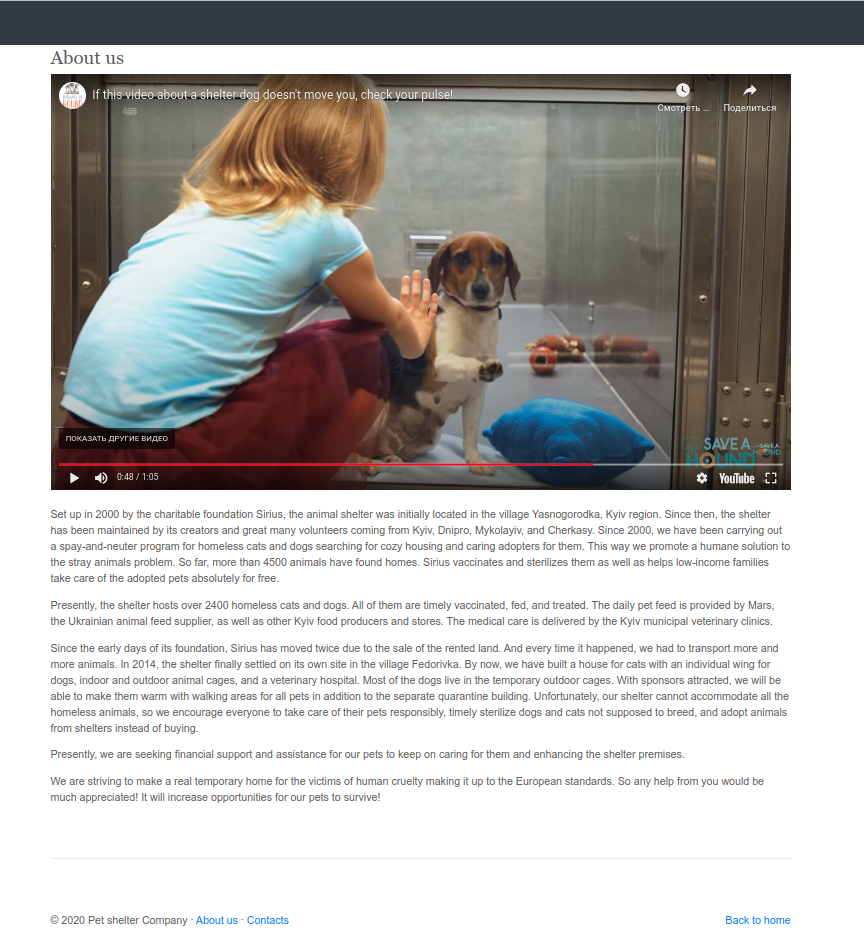 About us
If this video about a shelter dog doesn't move you, check your pulse!
Смотреть ...
Поделиться
ПОКАЗАТЬ ДРУГИЕ ВИДЕО
SAVE A
HOUND
0:48 / 1:05
YouTube
Set up in 2000 by the charitable foundation Sirius, the animal shelter was initially located in the village Yasnogorodka, Kyiv region. Since then, the shelter
has been maintained by its creators and great many volunteers coming from Kyiv, Dnipro, Mykolayiv, and Cherkasy. Since 2000, we have been carrying out
a spay-and-neuter program for homeless cats and dogs searching for cozy housing and caring adopters for them. This way we promote a humane solution to
the stray animals problem. So far, more than 4500 animals have found homes. Sirius vaccinates and sterilizes them as well as helps low-income families
take care of the adopted pets absolutely for free.
Presently, the shelter hosts over 2400 homeless cats and dogs. All of them are timely vaccinated, fed, and treated. The daily pet feed is provided by Mars,
the Ukrainian animal feed supplier, as well as other Kyiv food producers and stores. The medical care is delivered by the Kyiv municipal veterinary clinics.
Since the early days of its foundation, Sirius has moved twice due to the sale of the rented land. And every time it happened, we had to transport more and
more animals. In 2014, the shelter finally settled on its own site in the village Fedorivka. By now, we have built a house for cats with an individual wing for
dogs, indoor and outdoor animal cages, and a veterinary hospital. Most of the dogs live in the temporary outdoor cages. With sponsors attracted, we will be
able to make them warm with walking areas for all pets in addition to the separate quarantine building. Unfortunately, our shelter cannot accommodate all the
homeless animals, so we encourage everyone to take care of their pets responsibly, timely sterilize dogs and cats not supposed to breed, and adopt animals
from shelters instead of buying.
Presently, we are seeking financial support and assistance for our pets to keep on caring for them and enhancing the shelter premises.
We are striving to make a real temporary home for the victims of human cruelty making it up to the European standards. So any help from you would be
much appreciated! It will increase opportunities for our pets to survive!
© 2020 Pet shelter Company · About us · Contacts
Back to home